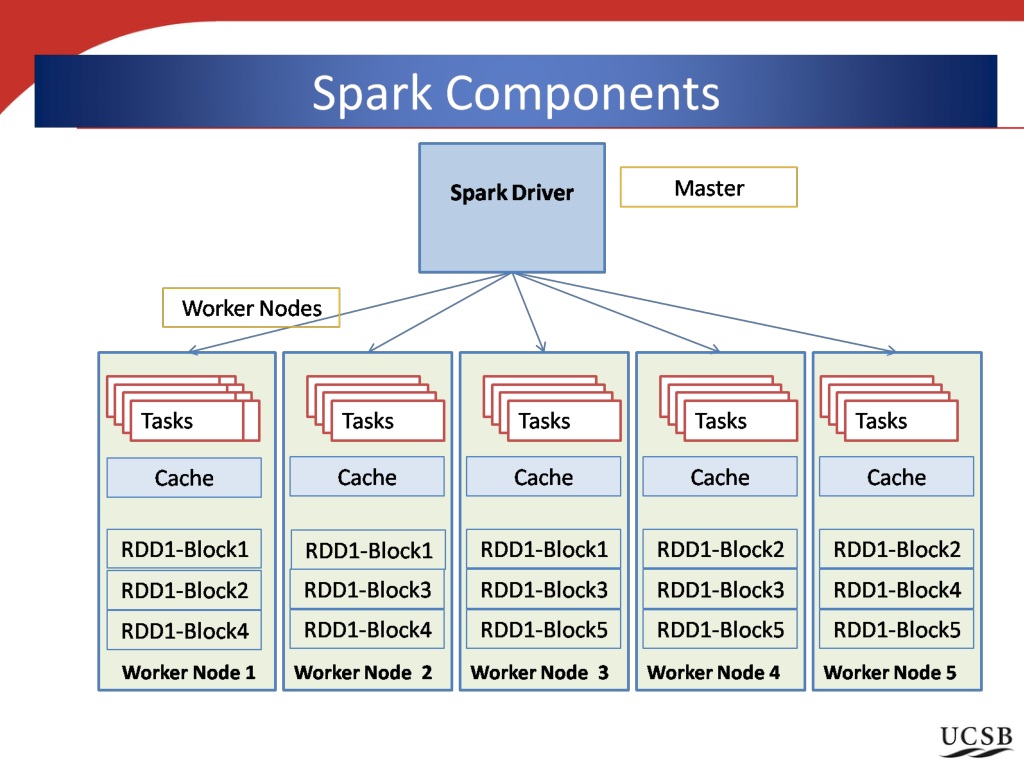 Spark Components
Spark Driver
Master
Worker Nodes
Tasks
Cache
RDD1-Block1
RDD1-Block2
RDD1-Block4
Worker Node 1
Tasks
Cache
RDD1-Block1
RDD1-Block3
RDD1-Block4
Worker Node 2
Tasks
Cache
RDD1-Block1
RDD1-Block3
RDD1-Block5
Worker Node 3
Tasks
Cache
RDD1-Block2
RDD1-Block3
RDD1-Block5
Worker Node 4
Tasks
Cache
RDD1-Block2
RDD1-Block4
RDD1-Block5
Worker Node 5
UCSB